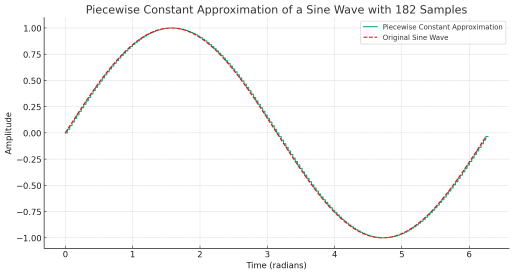 Piecewise Constant Approximation of a Sine Wave with 182 Samples
Piecewise Constant Approximation
Original Sine Wave
1.00
0.75
0.50
0.25
0.00
−0.25
−0.50
−0.75
−1.00
Amplitude
0 1 2 3 4 5 6
Time (radians)